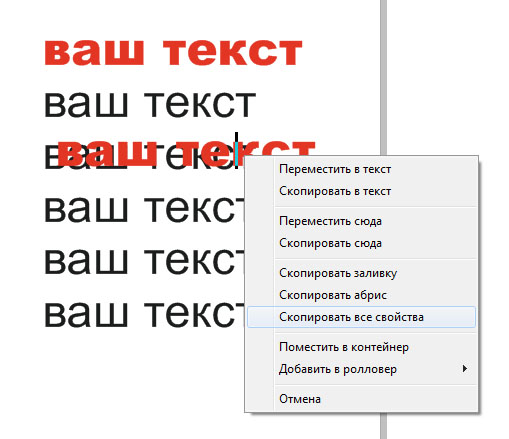 ваш текст
ваш текст
ваш текст
ваш текст
ваш текст
ваш текст
ваш текст
Переместить в текст
Скопировать в текст
Переместить сюда
Скопировать сюда
Скопировать заливку
Скопировать абрис
Скопировать все свойства
Поместить в контейнер
Добавить в ролловер
Отмена